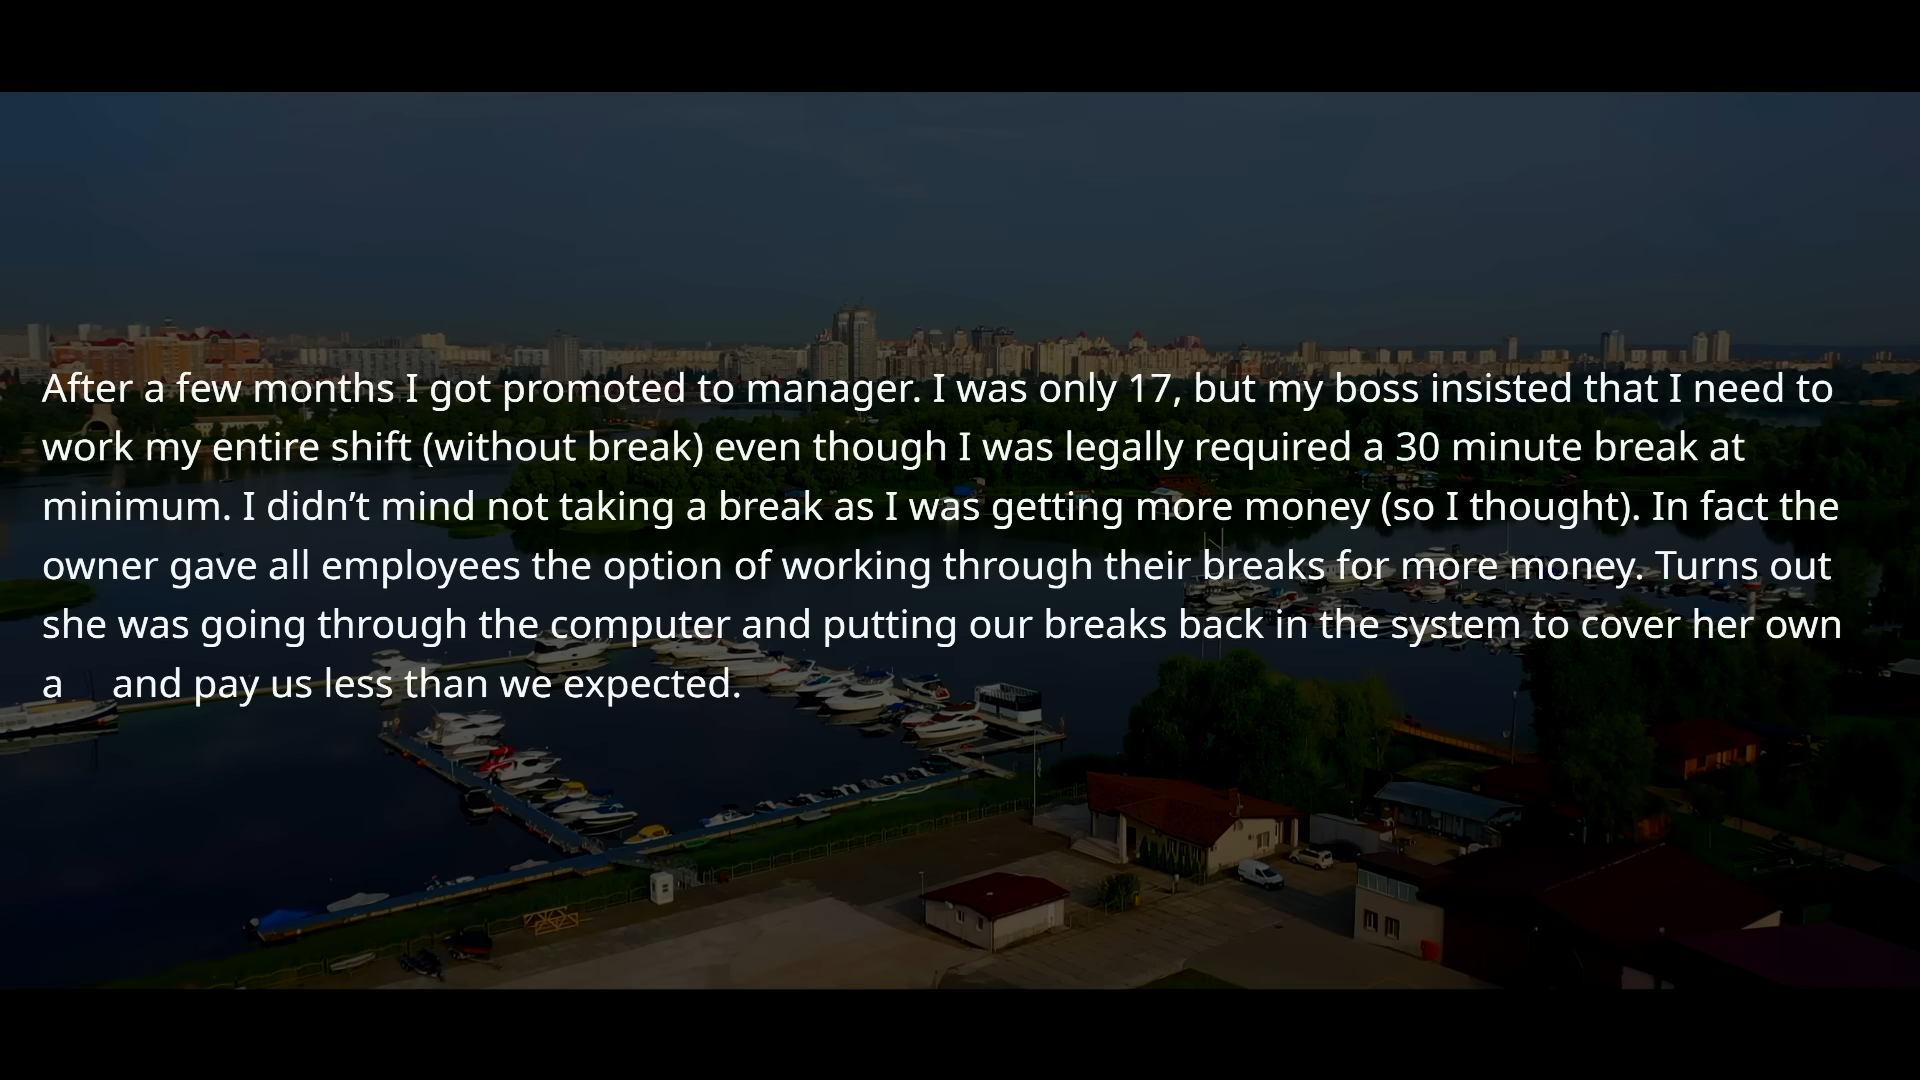 After a few months I got promoted to manager. I was only 17, but my boss insisted that I need to
work my entire shift (without break) even though I was legally required a 30 minute break at
minimum. I didn’t mind not taking a break as I was getting more money (so I thought). In fact the
owner gave all employees the option of working through their breaks for more money. Turns out
she was going through the computer and putting our breaks back in the system to cover her own
a and pay us less than we expected.